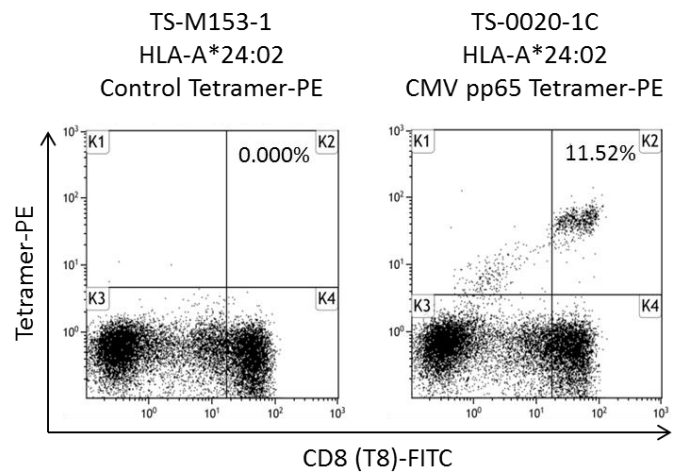 TS-M153-1
HLA-A*24:02
Control Tetramer-PE
TS-0020-1C
HLA-A*24:02
CMV pp65 Tetramer-PE
Tetramer-PE
10³
10²
10¹
10⁰
K1
K2
0.000%
K3
K4
10⁰
10¹
10²
10³
10³
10²
10¹
10⁰
K1
K2
11.52%
K3
K4
10⁰
10¹
10²
10³
CD8 (T8)-FITC